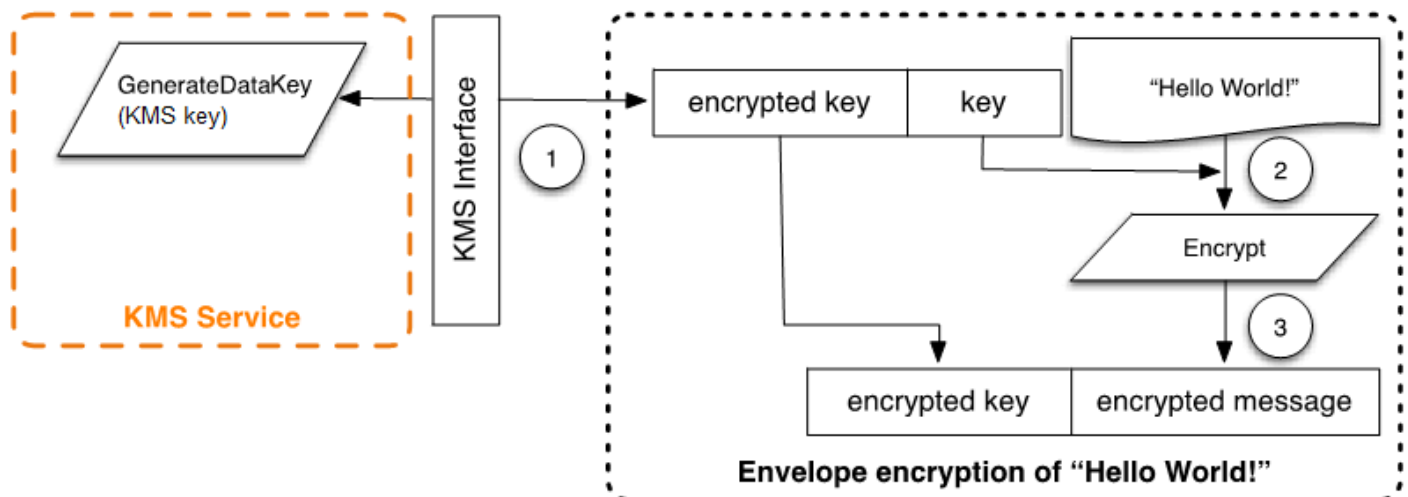 GenerateDataKey
(KMS key)
KMS Service
KMS Interface
1
encrypted key
key
“Hello World!”
2
Encrypt
3
encrypted key
encrypted message
Envelope encryption of “Hello World!”